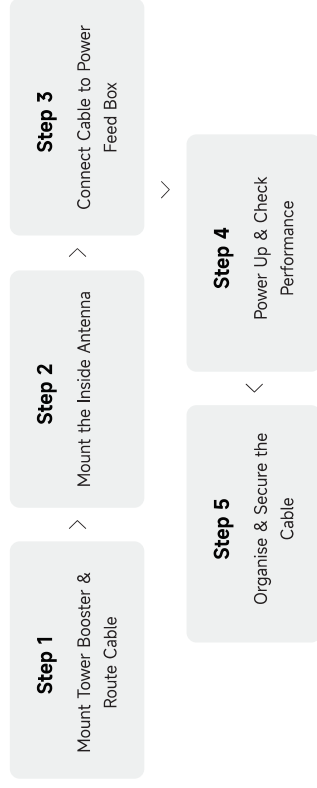 Step 1
Mount Tower Booster &
Route Cable
Step 2
Mount the Inside Antenna
Step 3
Connect Cable to Power
Feed Box
Step 4
Power Up & Check
Performance
Step 5
Organise & Secure the
Cable